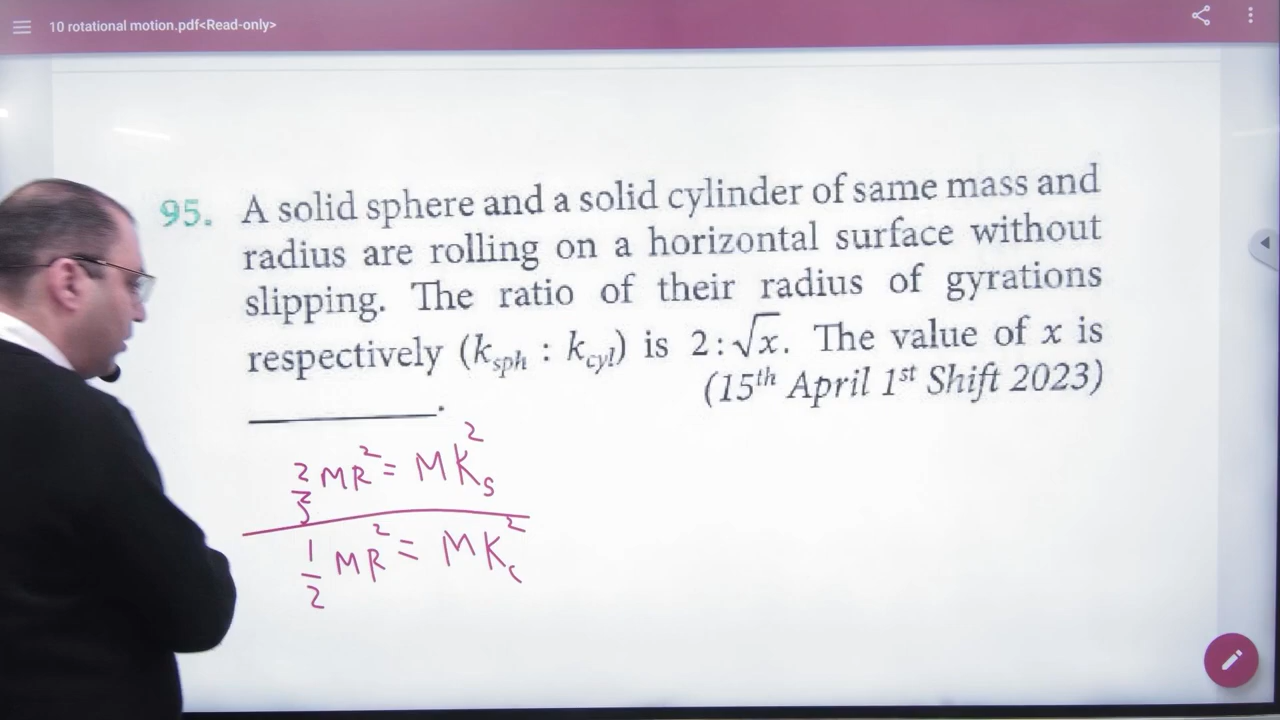 10 rotational motion.pdf<Read-only>
95. A solid sphere and a solid cylinder of same mass and
radius are rolling on a horizontal surface without
slipping. The ratio of their radius of gyrations
respectively (k_sph : k_cyl) is 2:√x. The value of x is
(15th April 1st Shift 2023)
__________.
2/5 MR² = MK_S²
1/2 MR² = MK_C²